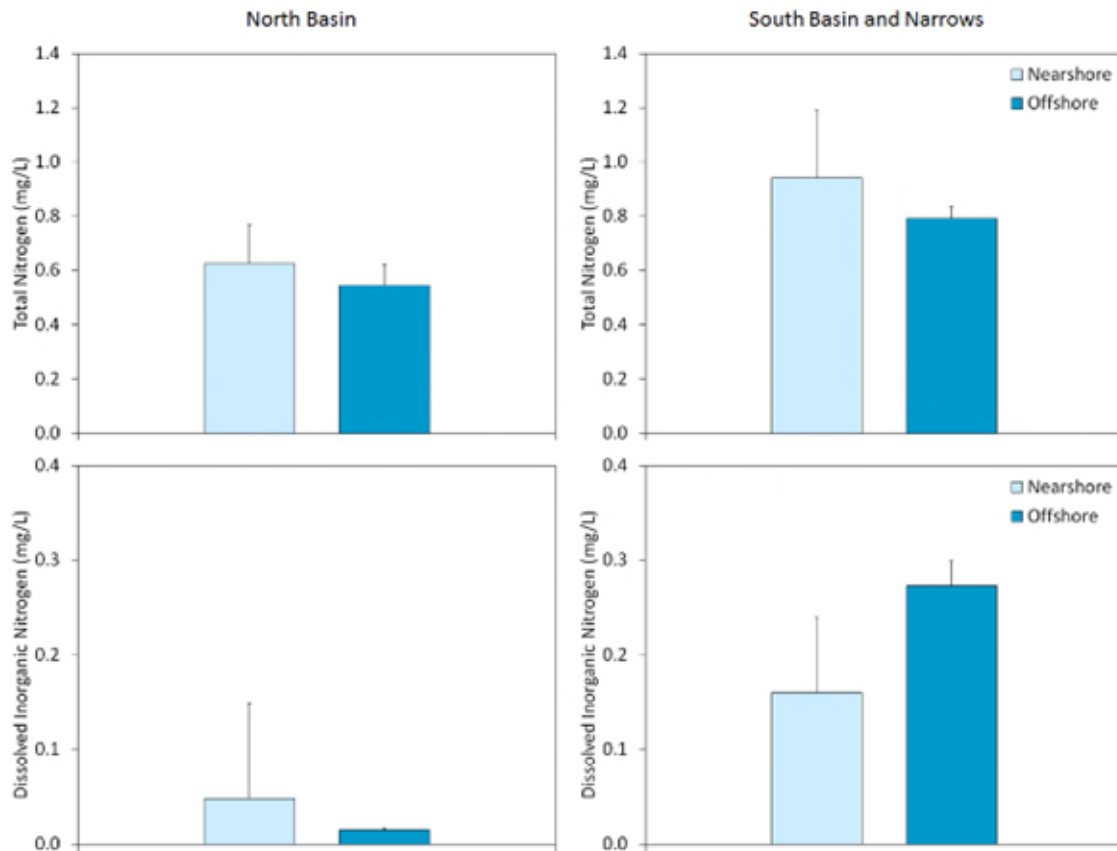 North Basin
South Basin and Narrows
Total Nitrogen (mg/L)
1.4
1.2
1.0
0.8
0.6
0.4
0.2
0.0
Total Nitrogen (mg/L)
1.4
1.2
1.0
0.8
0.6
0.4
0.2
0.0
Nearshore
Offshore
Dissolved Inorganic Nitrogen (mg/L)
0.4
0.3
0.2
0.1
0.0
Dissolved Inorganic Nitrogen (mg/L)
0.4
0.3
0.2
0.1
0.0
Nearshore
Offshore